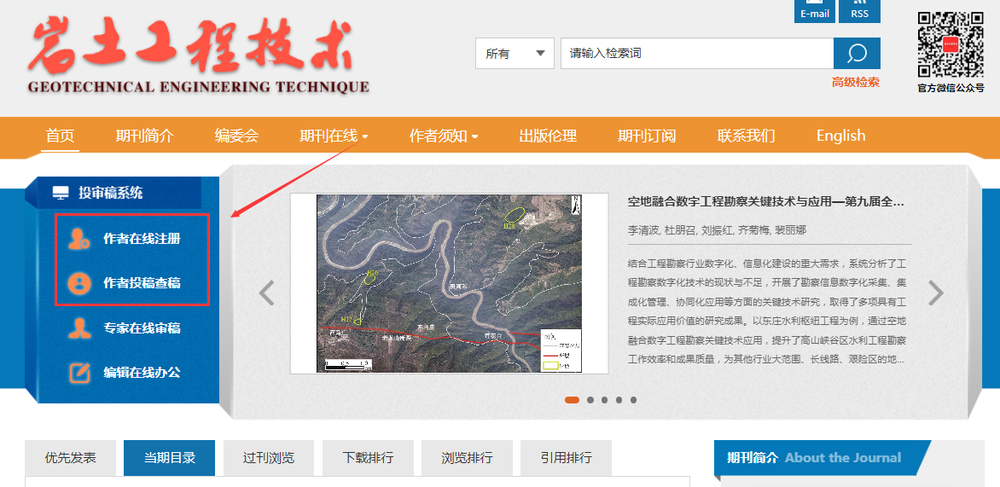 岩土工程技术
GEOTECHNICAL ENGINEERING TECHNIQUE
E-mail
RSS
所有
请输入检索词
高级检索
官方微信公众号
首页
期刊简介
编委会
期刊在线
作者须知
出版伦理
期刊订阅
联系我们
English
投审稿系统
作者在线注册
作者投稿查稿
专家在线审稿
编辑在线办公
N
H28
H26
H27
空地融合数字工程勘察关键技术与应用—第九届全...
李清波, 杜朋召, 刘振红, 齐菊梅, 裴丽娜
结合工程勘察行业数字化、信息化建设的重大需求，系统分析了工
程勘察数字化技术的现状与不足，开展了勘察信息数字化采集、集
成化管理、协同化应用等方面的关键技术研究，取得了多项具有工
程实际应用价值的研究成果。以东庄水利枢纽工程为例，通过空地
融合数字工程勘察关键技术应用，提升了高山峡谷区水利工程勘察
工作效率和成果质量，为其他行业大范围、长线路、艰险区的地...
优先发表
当期目录
过刊浏览
下载排行
浏览排行
引用排行
期刊简介 About the Journal